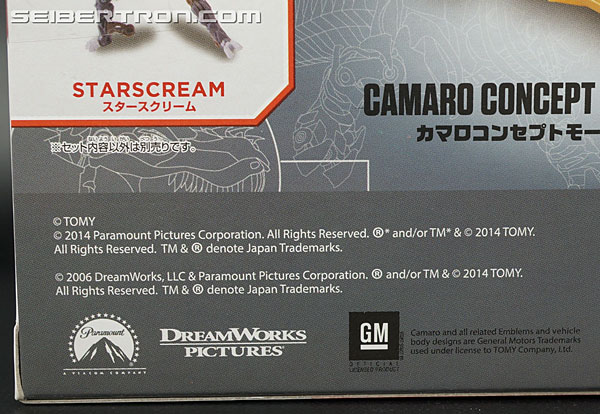 SEIBERTRON.COM
STARSCREAM
スタースクリーム
CAMARO CONCEPT
カマロコンセプトモー
※セット内容以外は別売りです。
© TOMY
© 2014 Paramount Pictures Corporation. All Rights Reserved. ®* and/or TM* & © 2014 TOMY.
All Rights Reserved. TM & ® denote Japan Trademarks.
© 2006 DreamWorks, LLC & Paramount Pictures Corporation. ® and/or TM & © 2014 TOMY.
All Rights Reserved. TM & ® denote Japan Trademarks.
Paramount
A VIACOM COMPANY
DREAMWORKS
PICTURES®
GM
OFFICIAL
LICENSED PRODUCT
Camaro and all related Emblems and vehicle
body designs are General Motors Trademarks
used under license to TOMY Company, Ltd.